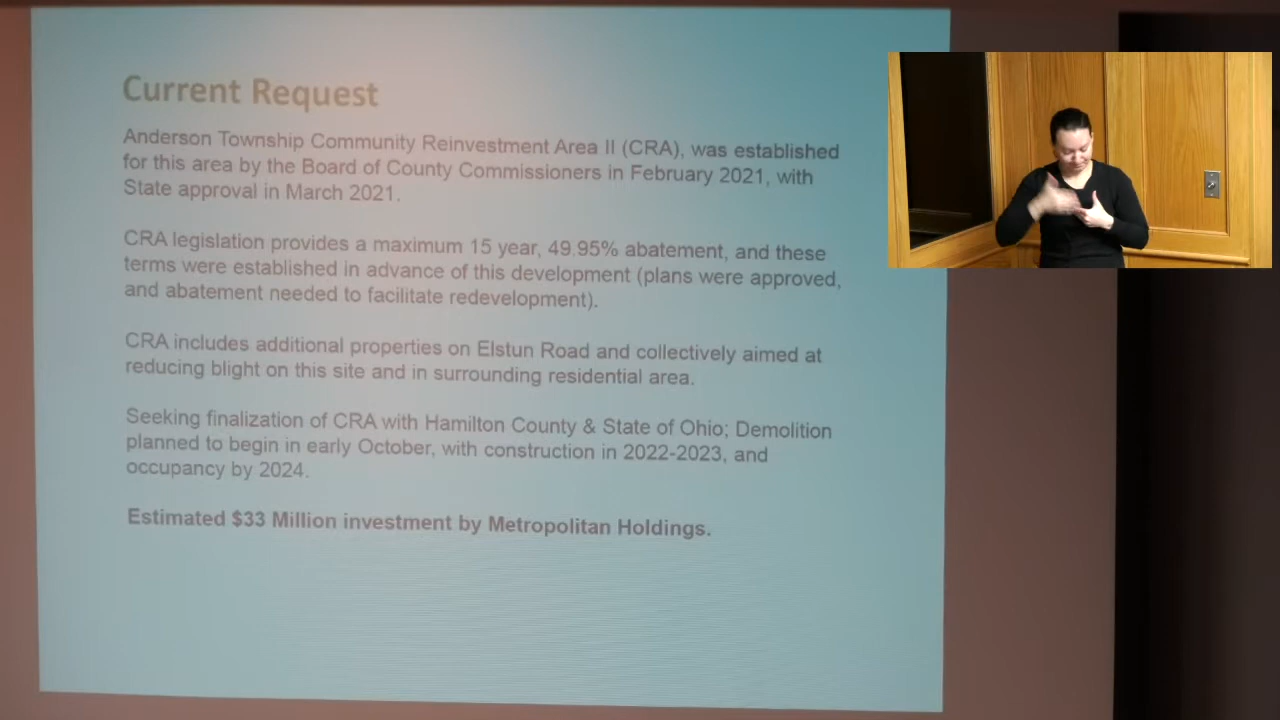 Current Request
Anderson Township Community Reinvestment Area II (CRA), was established
for this area by the Board of County Commissioners in February 2021, with
State approval in March 2021.
CRA legislation provides a maximum 15 year, 49.95% abatement, and these
terms were established in advance of this development (plans were approved,
and abatement needed to facilitate redevelopment).
CRA includes additional properties on Elstun Road and collectively aimed at
reducing blight on this site and in surrounding residential area.
Seeking finalization of CRA with Hamilton County & State of Ohio; Demolition
planned to begin in early October, with construction in 2022-2023, and
occupancy by 2024.
Estimated $33 Million investment by Metropolitan Holdings.